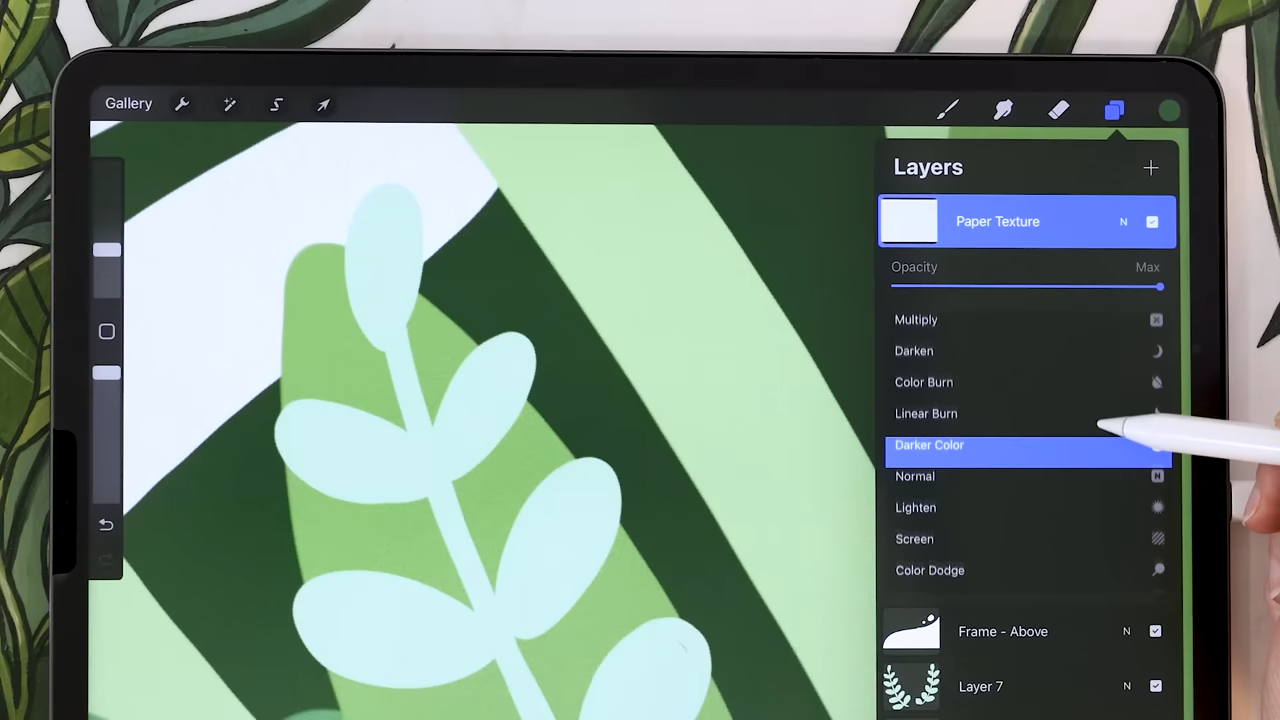 Gallery
Layers
Paper Texture N
Opacity Max
Multiply
Darken
Color Burn
Linear Burn
Darker Color
Normal N
Lighten
Screen
Color Dodge
Frame - Above N
Layer 7 N